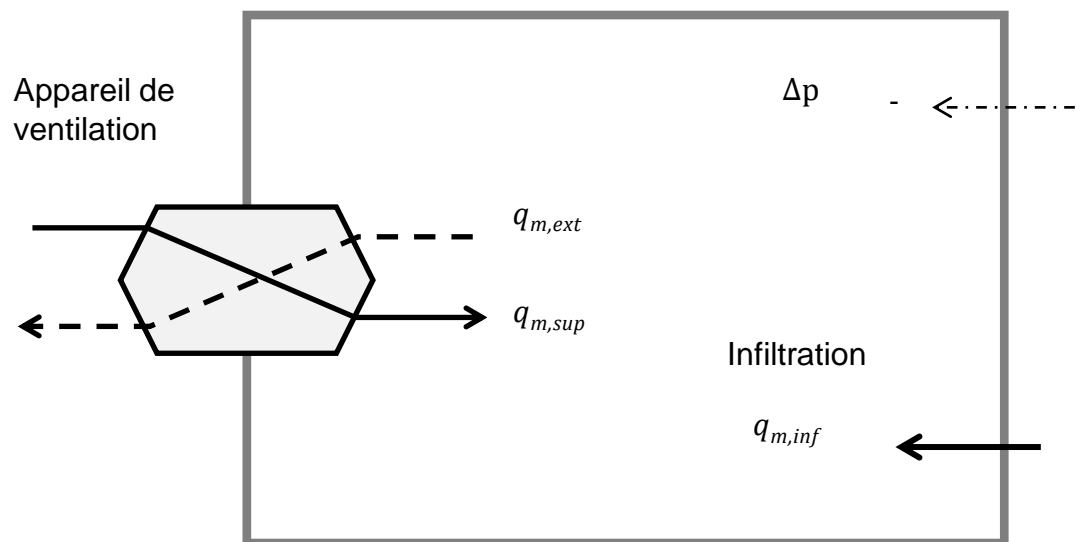 Appareil de
ventilation
Δp -
q_{m,ext}
q_{m,sup}
Infiltration
q_{m,inf}